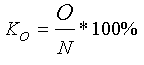 K_O = O/N * 100%